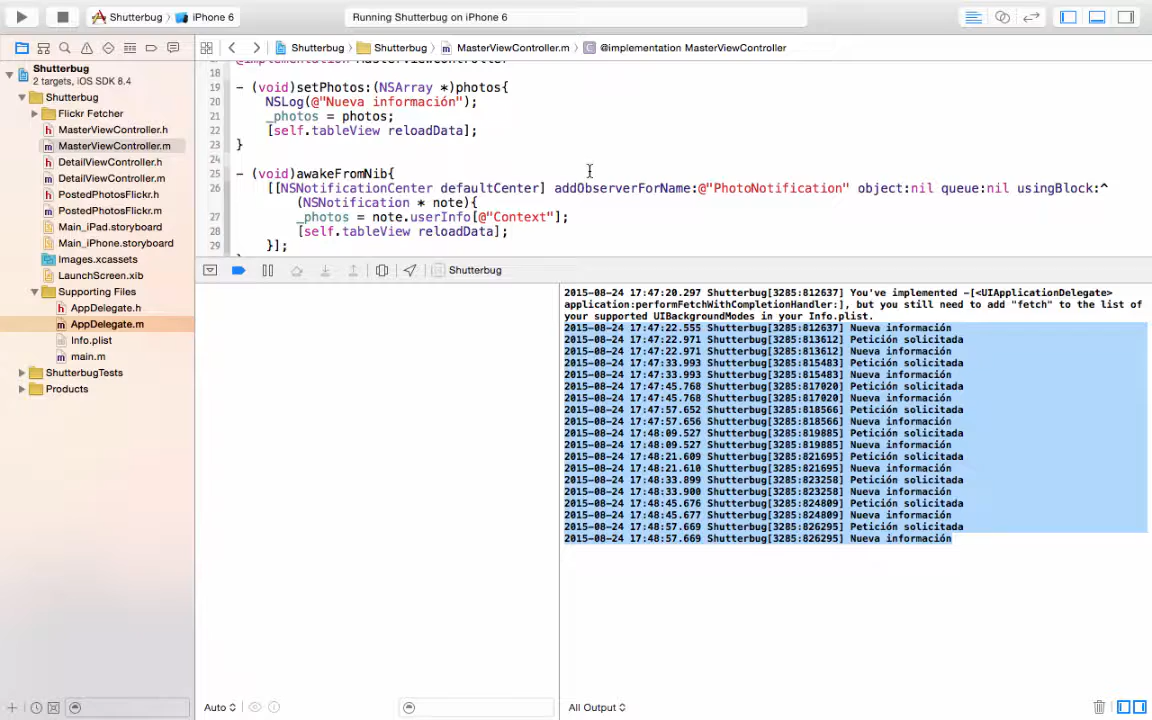 Shutterbug
iPhone 6
Running Shutterbug on iPhone 6
Shutterbug
Shutterbug
MasterViewController.m
@implementation MasterViewController
Shutterbug
2 targets, iOS SDK 8.4
Shutterbug
Flickr Fetcher
MasterViewController.h
MasterViewController.m
DetailViewController.h
DetailViewController.m
PostedPhotosFlickr.h
PostedPhotosFlickr.m
Main_iPad.storyboard
Main_iPhone.storyboard
Images.xcassets
LaunchScreen.xib
Supporting Files
AppDelegate.h
AppDelegate.m
Info.plist
main.m
ShutterbugTests
Products
18
19 - (void)setPhotos:(NSArray *)photos{
20 NSLog(@"Nueva información");
21 _photos = photos;
22 [self.tableView reloadData];
23 }
24
25 - (void)awakeFromNib{
26 [[NSNotificationCenter defaultCenter] addObserverForName:@"PhotoNotification" object:nil queue:nil usingBlock:^
(NSNotification * note){
27 _photos = note.userInfo[@"Context"];
28 [self.tableView reloadData];
29 }];
Shutterbug
2015-08-24 17:47:20.297 Shutterbug[3285:812637] You've implemented -[<UIApplicationDelegate>
application:performFetchWithCompletionHandler:], but you still need to add "fetch" to the list of
your supported UIBackgroundModes in your Info.plist.
2015-08-24 17:47:22.555 Shutterbug[3285:812637] Nueva información
2015-08-24 17:47:22.971 Shutterbug[3285:813612] Petición solicitada
2015-08-24 17:47:22.971 Shutterbug[3285:813612] Nueva información
2015-08-24 17:47:33.993 Shutterbug[3285:815483] Petición solicitada
2015-08-24 17:47:33.993 Shutterbug[3285:815483] Nueva información
2015-08-24 17:47:45.768 Shutterbug[3285:817020] Petición solicitada
2015-08-24 17:47:45.768 Shutterbug[3285:817020] Nueva información
2015-08-24 17:47:57.652 Shutterbug[3285:818566] Petición solicitada
2015-08-24 17:47:57.656 Shutterbug[3285:818566] Nueva información
2015-08-24 17:48:09.527 Shutterbug[3285:819885] Petición solicitada
2015-08-24 17:48:09.527 Shutterbug[3285:819885] Nueva información
2015-08-24 17:48:21.609 Shutterbug[3285:821695] Petición solicitada
2015-08-24 17:48:21.610 Shutterbug[3285:821695] Nueva información
2015-08-24 17:48:33.899 Shutterbug[3285:823258] Petición solicitada
2015-08-24 17:48:33.900 Shutterbug[3285:823258] Nueva información
2015-08-24 17:48:45.676 Shutterbug[3285:824809] Petición solicitada
2015-08-24 17:48:45.677 Shutterbug[3285:824809] Nueva información
2015-08-24 17:48:57.669 Shutterbug[3285:826295] Petición solicitada
2015-08-24 17:48:57.669 Shutterbug[3285:826295] Nueva información
Auto
All Output